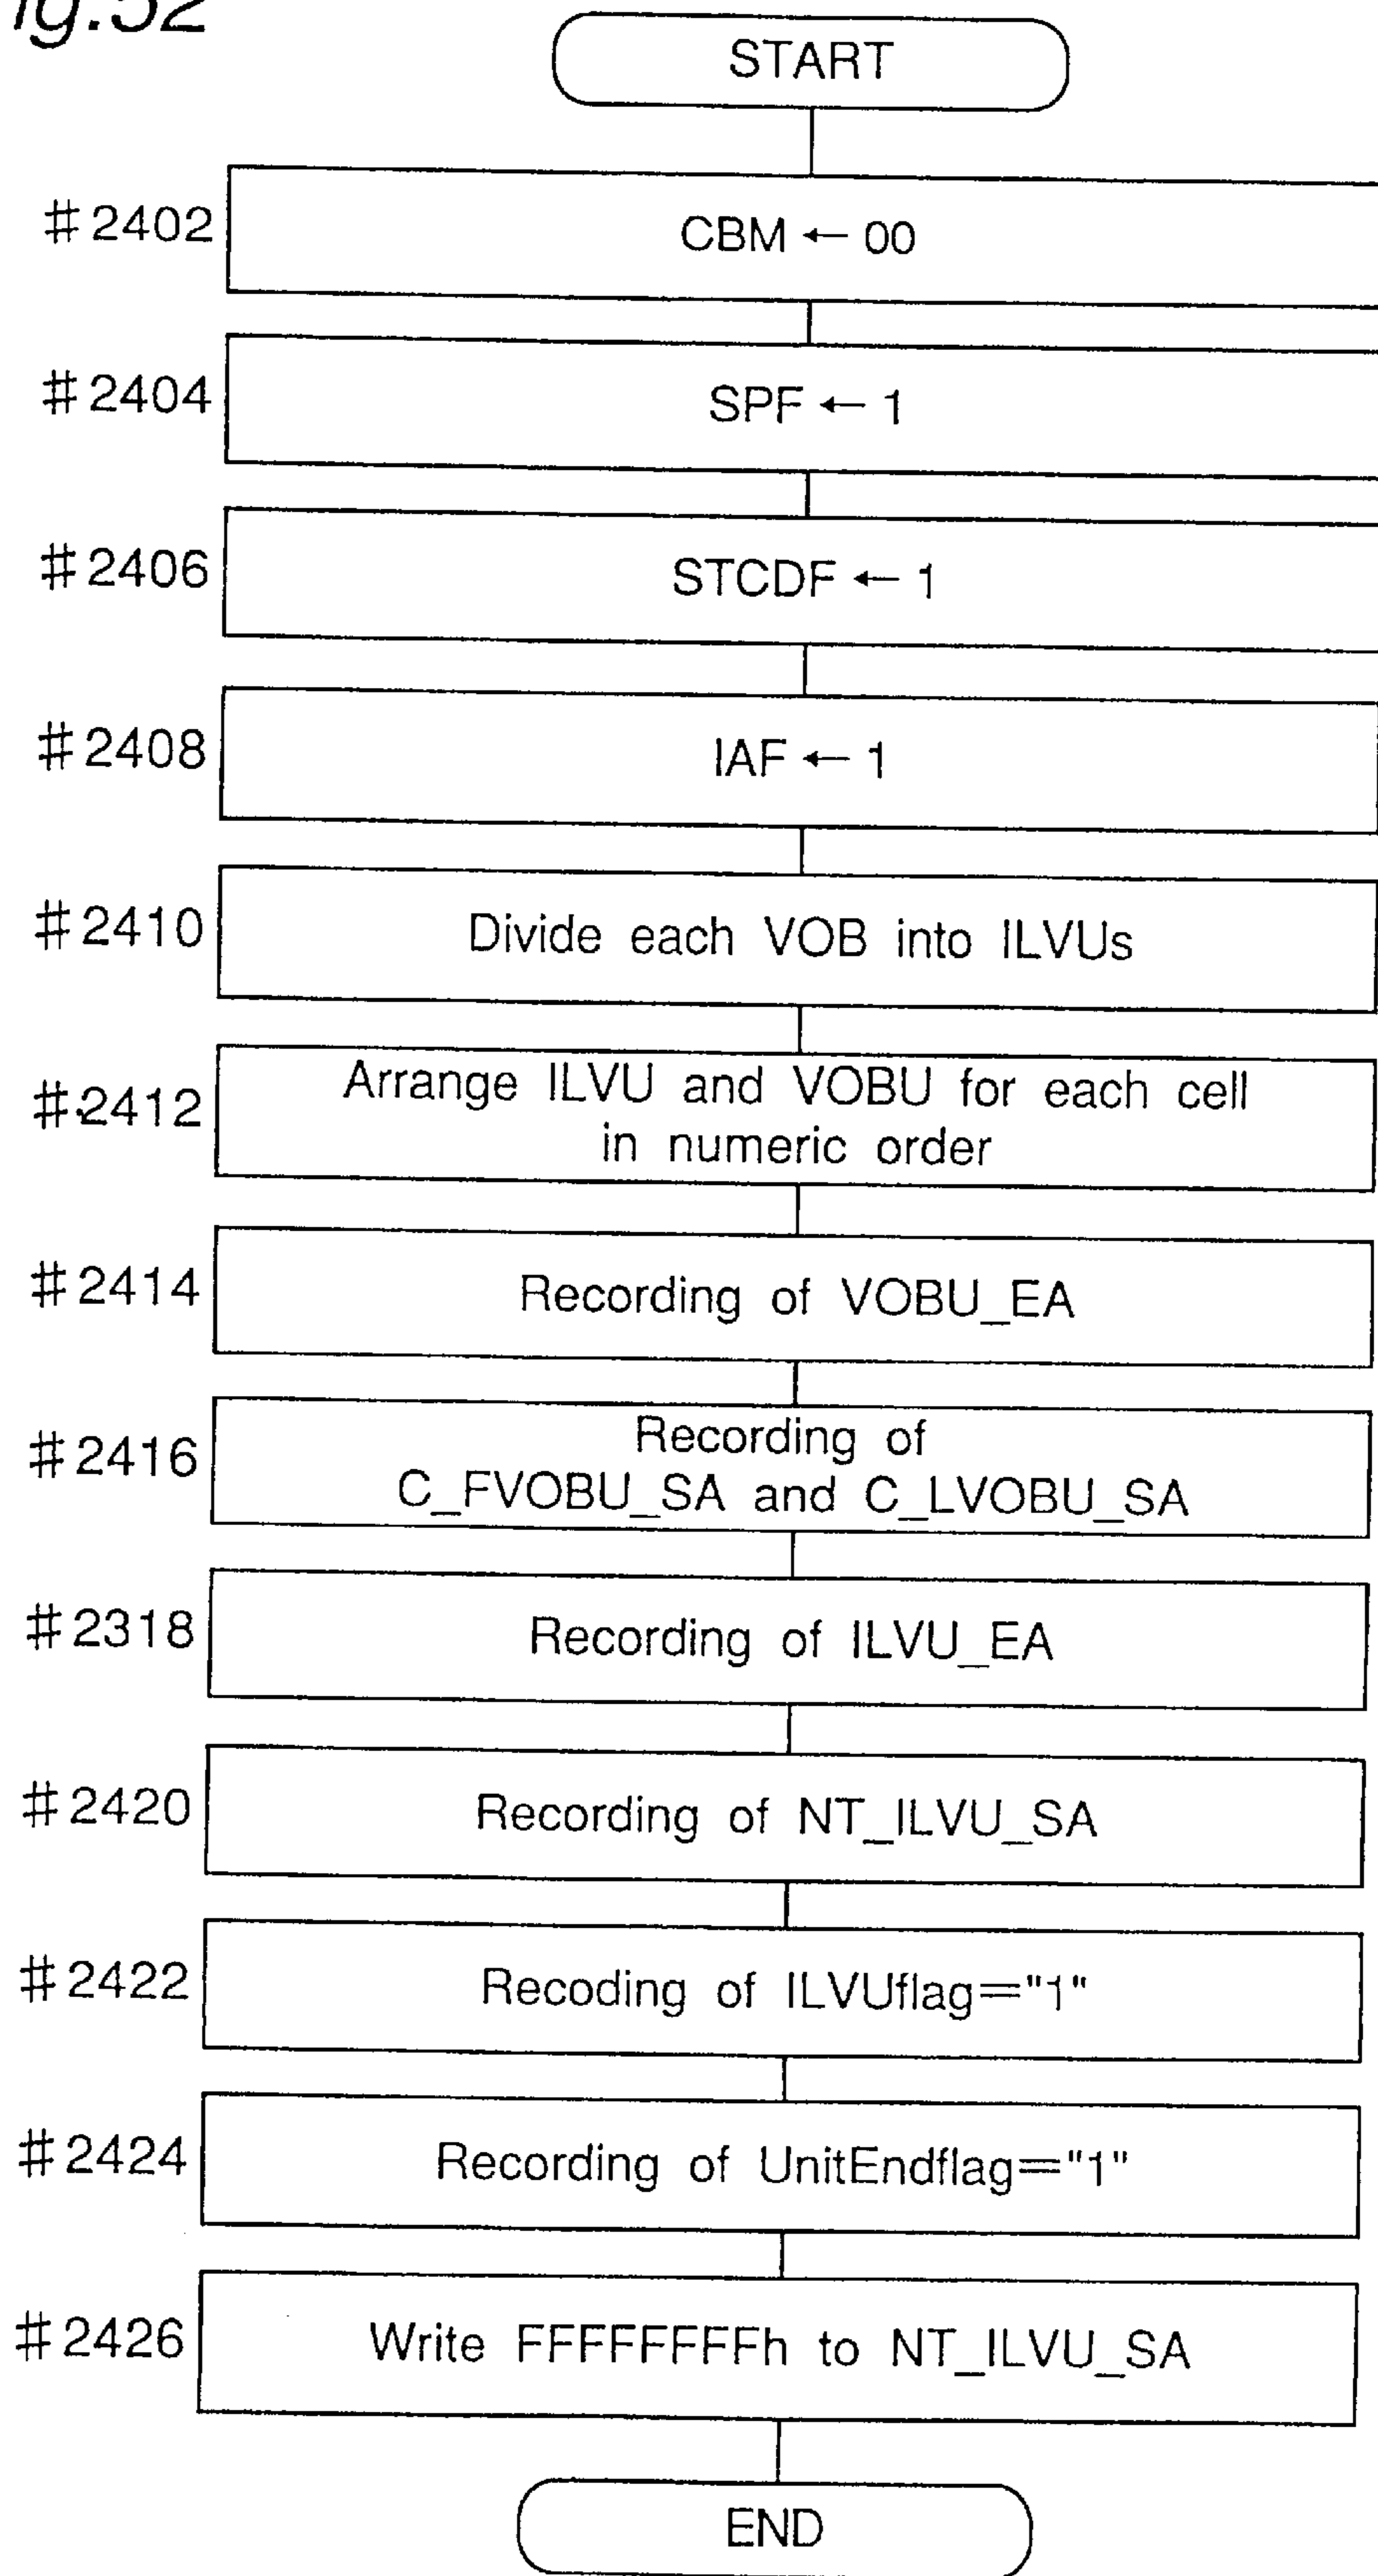 ig.52
START
#2402
CBM ← 00
#2404
SPF ← 1
#2406
STCDF ← 1
#2408
IAF ← 1
#2410
Divide each VOB into ILVUs
#2412
Arrange ILVU and VOBU for each cell
in numeric order
#2414
Recording of VOBU_EA
#2416
Recording of
C_FVOBU_SA and C_LVOBU_SA
#2318
Recording of ILVU_EA
#2420
Recording of NT_ILVU_SA
#2422
Recoding of ILVUflag="1"
#2424
Recording of UnitEndflag="1"
#2426
Write FFFFFFFFh to NT_ILVU_SA
END